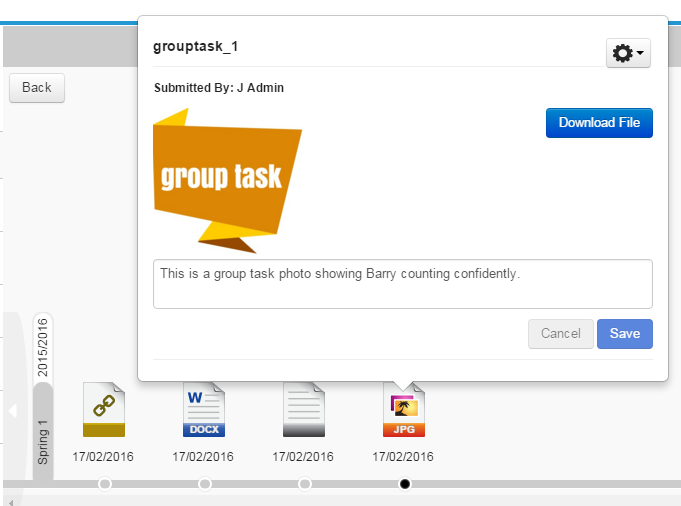 grouptask_1
Submitted By: J Admin
Back
Download File
group task
This is a group task photo showing Barry counting confidently.
Cancel
Save
2015/2016
Spring 1
W
DOCX
JPG
17/02/2016
17/02/2016
17/02/2016
17/02/2016